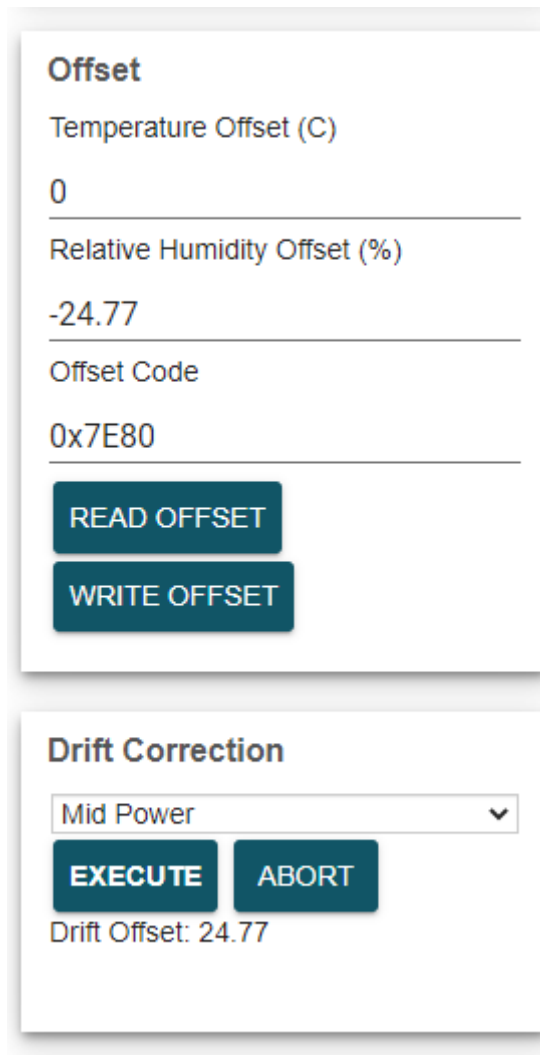 Offset
Temperature Offset (C)
0
Relative Humidity Offset (%)
-24.77
Offset Code
0x7E80
READ OFFSET
WRITE OFFSET
Drift Correction
Mid Power
EXECUTE ABORT
Drift Offset: 24.77